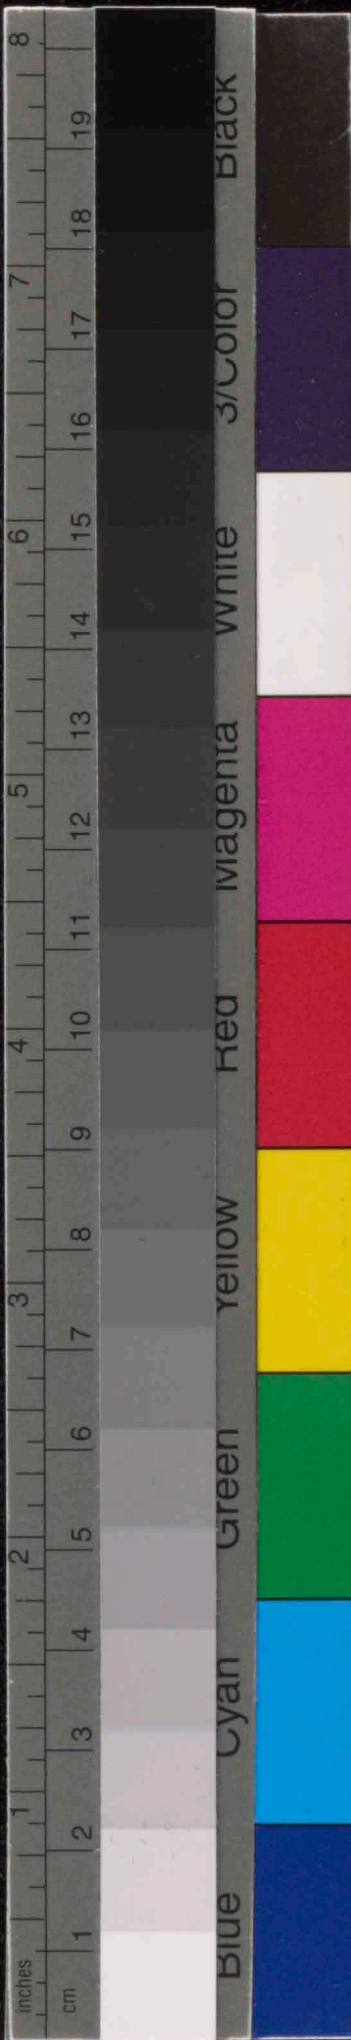 inches 1 2 3 4 5 6 7 8
cm 1 2 3 4 5 6 7 8 9 10 11 12 13 14 15 16 17 18 19
Blue Cyan Green Yellow Red Magenta White 3/Color Black